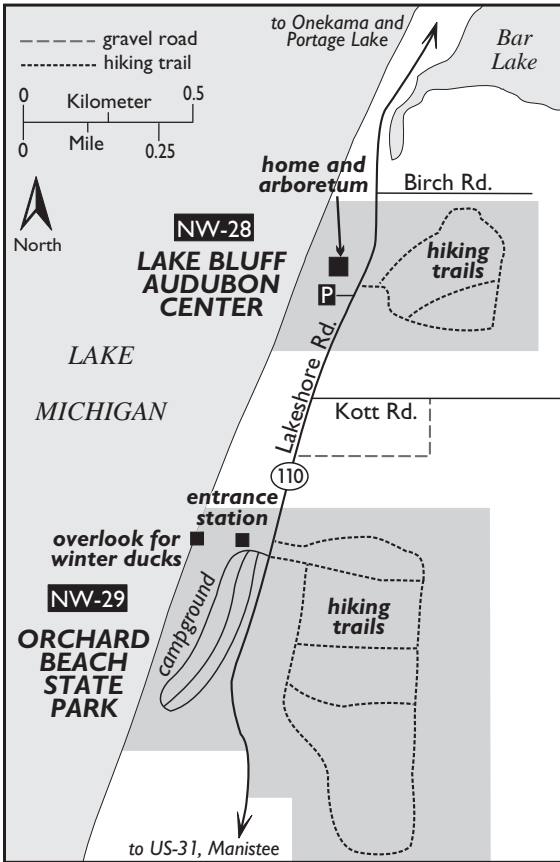 to Onekama and
Portage Lake
Bar
Lake
gravel road
hiking trail
0
Kilometer
0.5
0
Mile
0.25
North
home and
arboretum
Birch Rd.
NW-28
LAKE BLUFF
AUDUBON
CENTER
hiking
trails
P
LAKE
MICHIGAN
Lakeshore Rd.
Kott Rd.
110
entrance
station
overlook for
winter ducks
NW-29
ORCHARD
BEACH
STATE
PARK
campground
hiking
trails
to US-31, Manistee